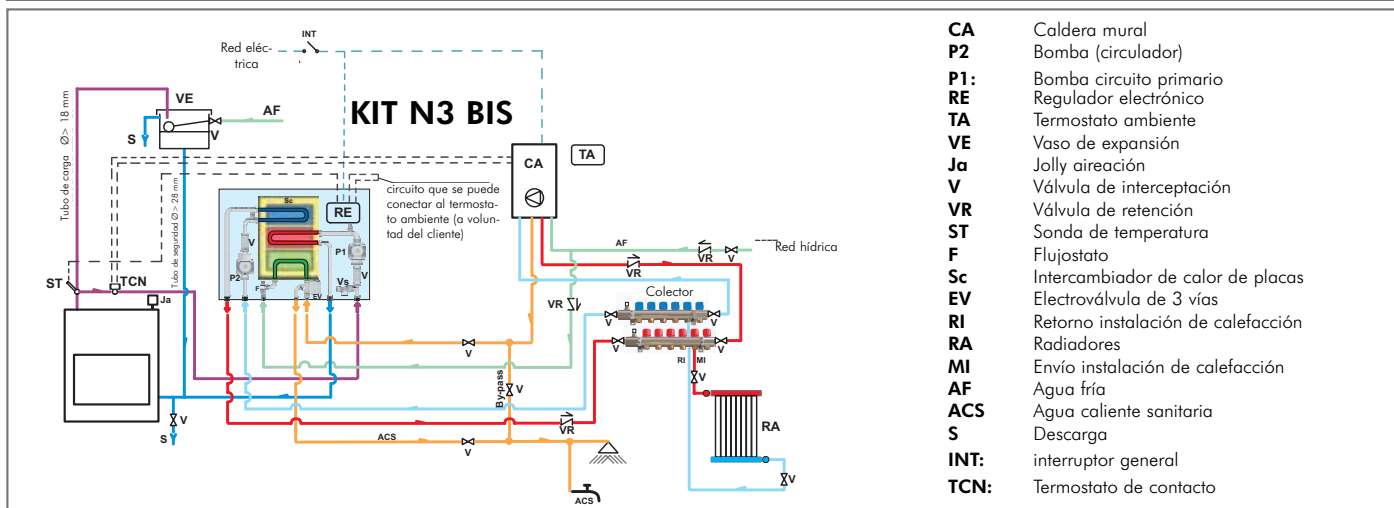 INT
Red eléc-
trica
VE
AF
KIT N3 BIS
S
V
Tubo de carga Ø> 18 mm
Tubo de seguridad Ø > 28 mm
CA
TA
circuito que se puede
conectar al termosta-
to ambiente (a volun-
tad del cliente)
Sc
RE
V
P1
P2
V
Vs
F
EV
ST
TCN
Ja
AF
VR
V
Red hídrica
VR
VR
Colector
V
V
V
V
RI
MI
V
V
By-pass
V
VR
RA
V
S
ACS
V
V
ACS
CA Caldera mural
P2 Bomba (circulador)
P1: Bomba circuito primario
RE Regulador electrónico
TA Termostato ambiente
VE Vaso de expansión
Ja Jolly aireación
V Válvula de interceptación
VR Válvula de retención
ST Sonda de temperatura
F Flujostato
Sc Intercambiador de calor de placas
EV Electroválvula de 3 vías
RI Retorno instalación de calefacción
RA Radiadores
MI Envío instalación de calefacción
AF Agua fría
ACS Agua caliente sanitaria
S Descarga
INT: interruptor general
TCN: Termostato de contacto